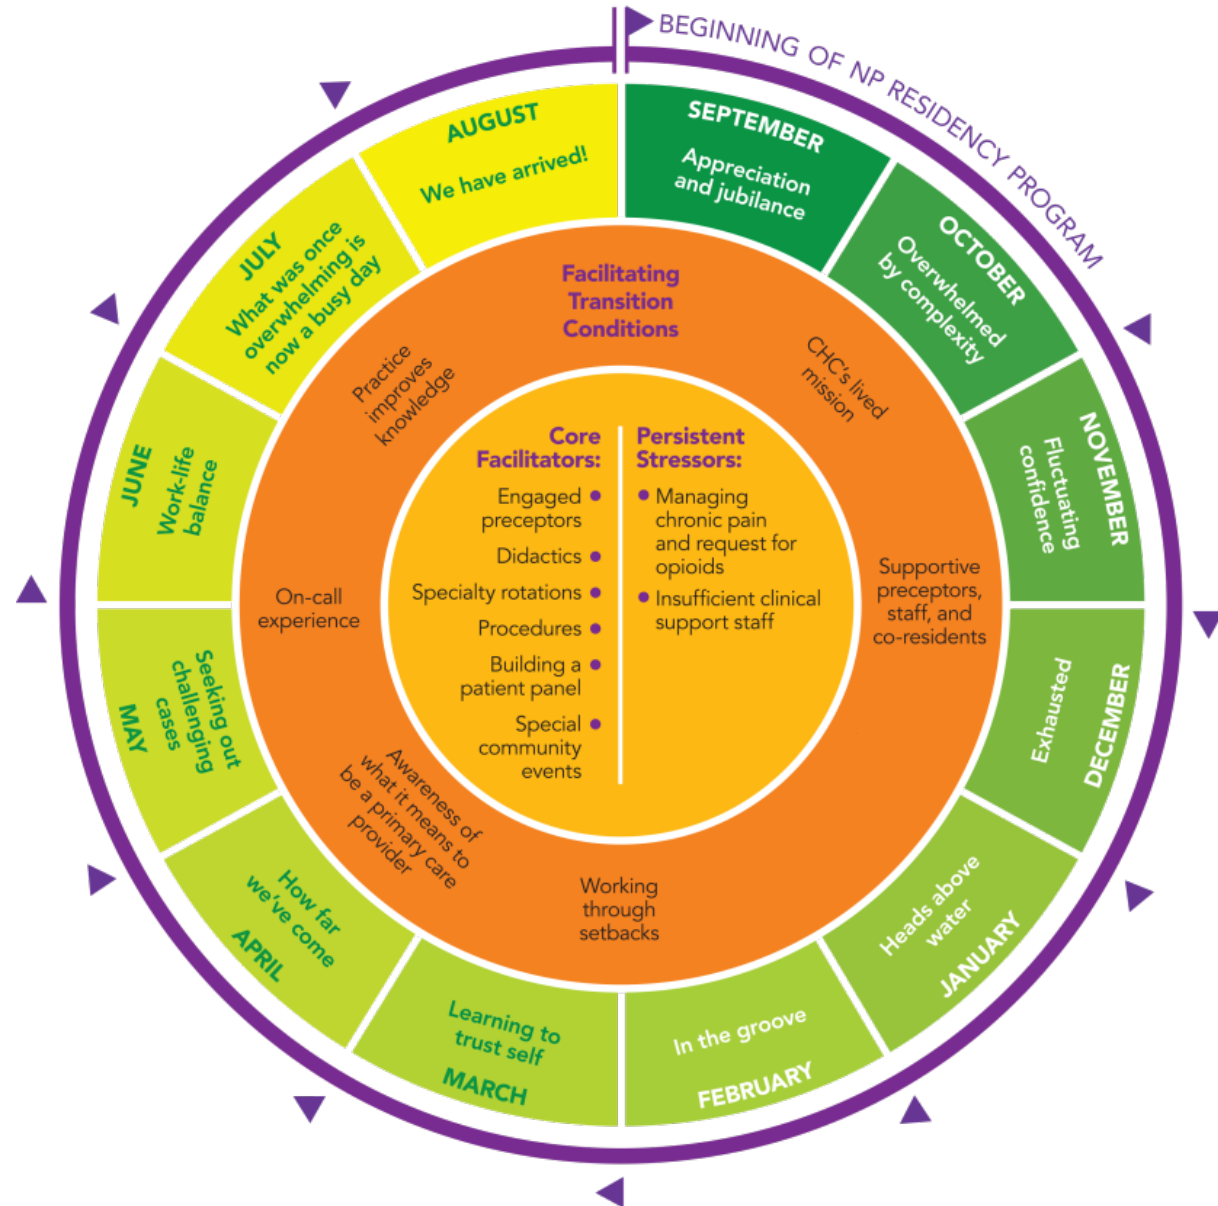 BEGINNING OF NP RESIDENCY PROGRAM
SEPTEMBER
Appreciation
and jubilance
OCTOBER
Overwhelmed
by complexity
NOVEMBER
Fluctuating
confidence
DECEMBER
Exhausted
Heads above
water
JANUARY
In the groove
FEBRUARY
Learning to
trust self
MARCH
How far
we've come
APRIL
Seeking out
challenging
cases
MAY
JUNE
Work-life
balance
JULY
What was once
overwhelming is
now a busy day
AUGUST
We have arrived!
Facilitating
Transition
Conditions
CHC's lived
mission
Supportive
preceptors,
staff, and
co-residents
Working
through
setbacks
Awareness of
what it means to
be a primary care
provider
On-call
experience
Practice
improves
knowledge
Core
Facilitators:
Engaged
preceptors
Didactics
Specialty rotations
Procedures
Building a
patient panel
Special
community
events
Persistent
Stressors:
Managing
chronic pain
and request for
opioids
Insufficient clinical
support staff